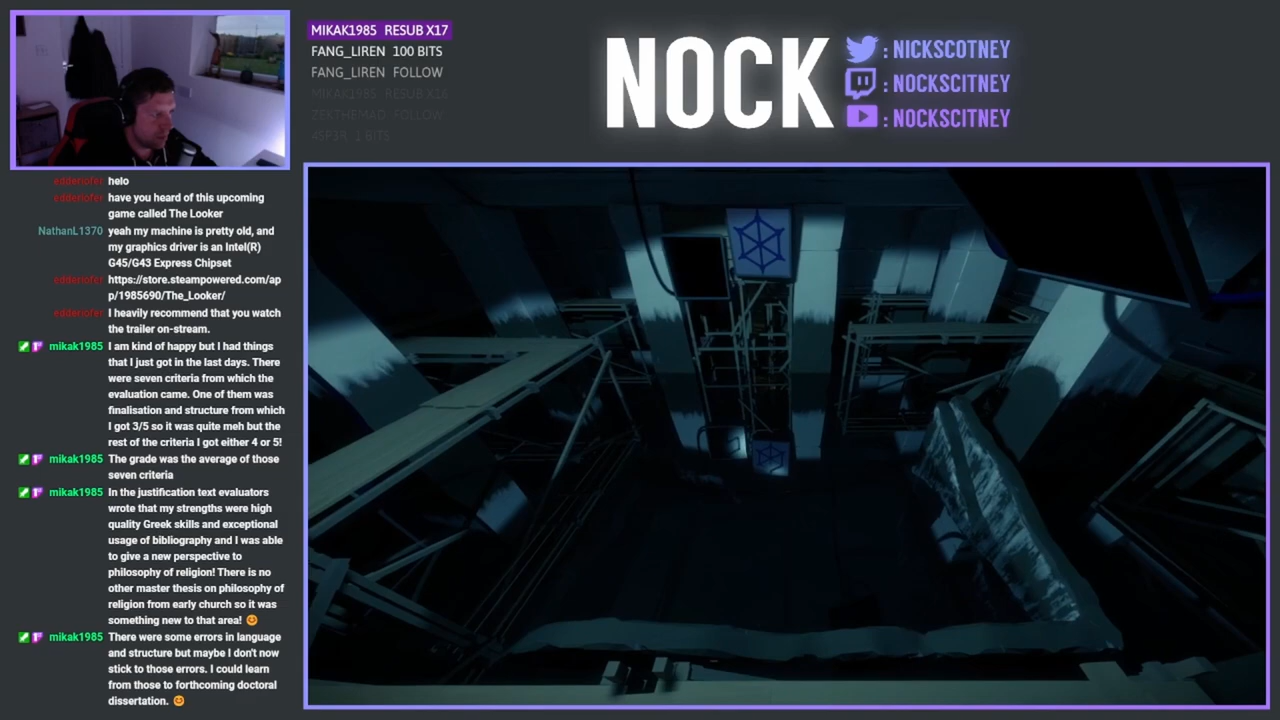 MIKAK1985 RESUB X17
FANG_LIREN 100 BITS
FANG_LIREN FOLLOW
MIKAK1985 RESUB X16
ZEKTHEMAD FOLLOW
4SP39 1 BITS
NOCK
: NICKSCOTNEY
: NOCKSCITNEY
: NOCKSCITNEY
edderiofer helo
edderiofer have you heard of this upcoming
game called The Looker
NathanL1370 yeah my machine is pretty old, and
my graphics driver is an Intel(R)
G45/G43 Express Chipset
edderiofer https://store.steampowered.com/ap
p/1985690/The_Looker/
edderiofer I heavily recommend that you watch
the trailer on-stream.
mikak1985 I am kind of happy but I had things
that I just got in the last days. There
were seven criteria from which the
evaluation came. One of them was
finalisation and structure from which
I got 3/5 so it was quite meh but the
rest of the criteria I got either 4 or 5!
mikak1985 The grade was the average of those
seven criteria
mikak1985 In the justification text evaluators
wrote that my strengths were high
quality Greek skills and exceptional
usage of bibliography and I was able
to give a new perspective to
philosophy of religion! There is no
other master thesis on philosophy of
religion from early church so it was
something new to that area! 😊
mikak1985 There were some errors in language
and structure but maybe I don't now
stick to those errors. I could learn
from those to forthcoming doctoral
dissertation. 😊